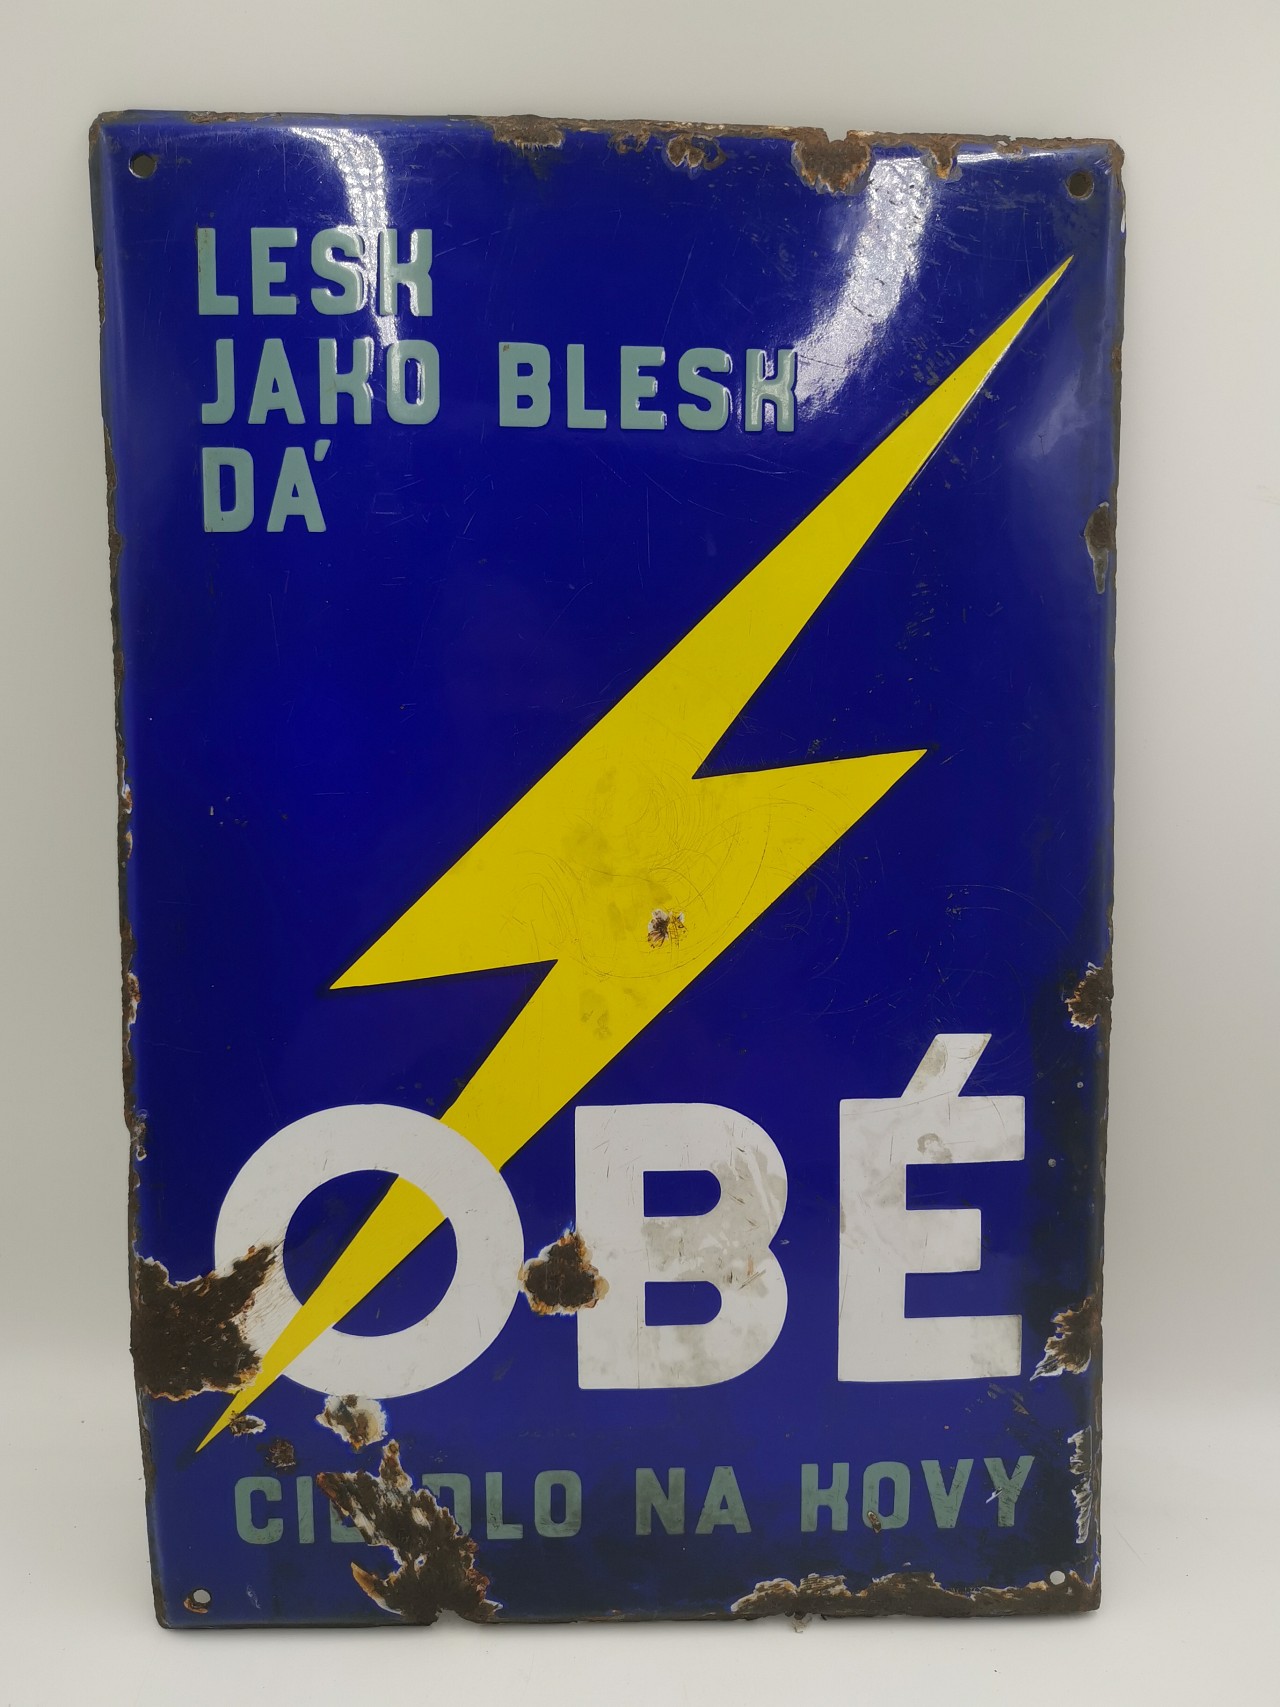 LESK
JAKO BLESK
DÁ
OBÉ
NA KOVY